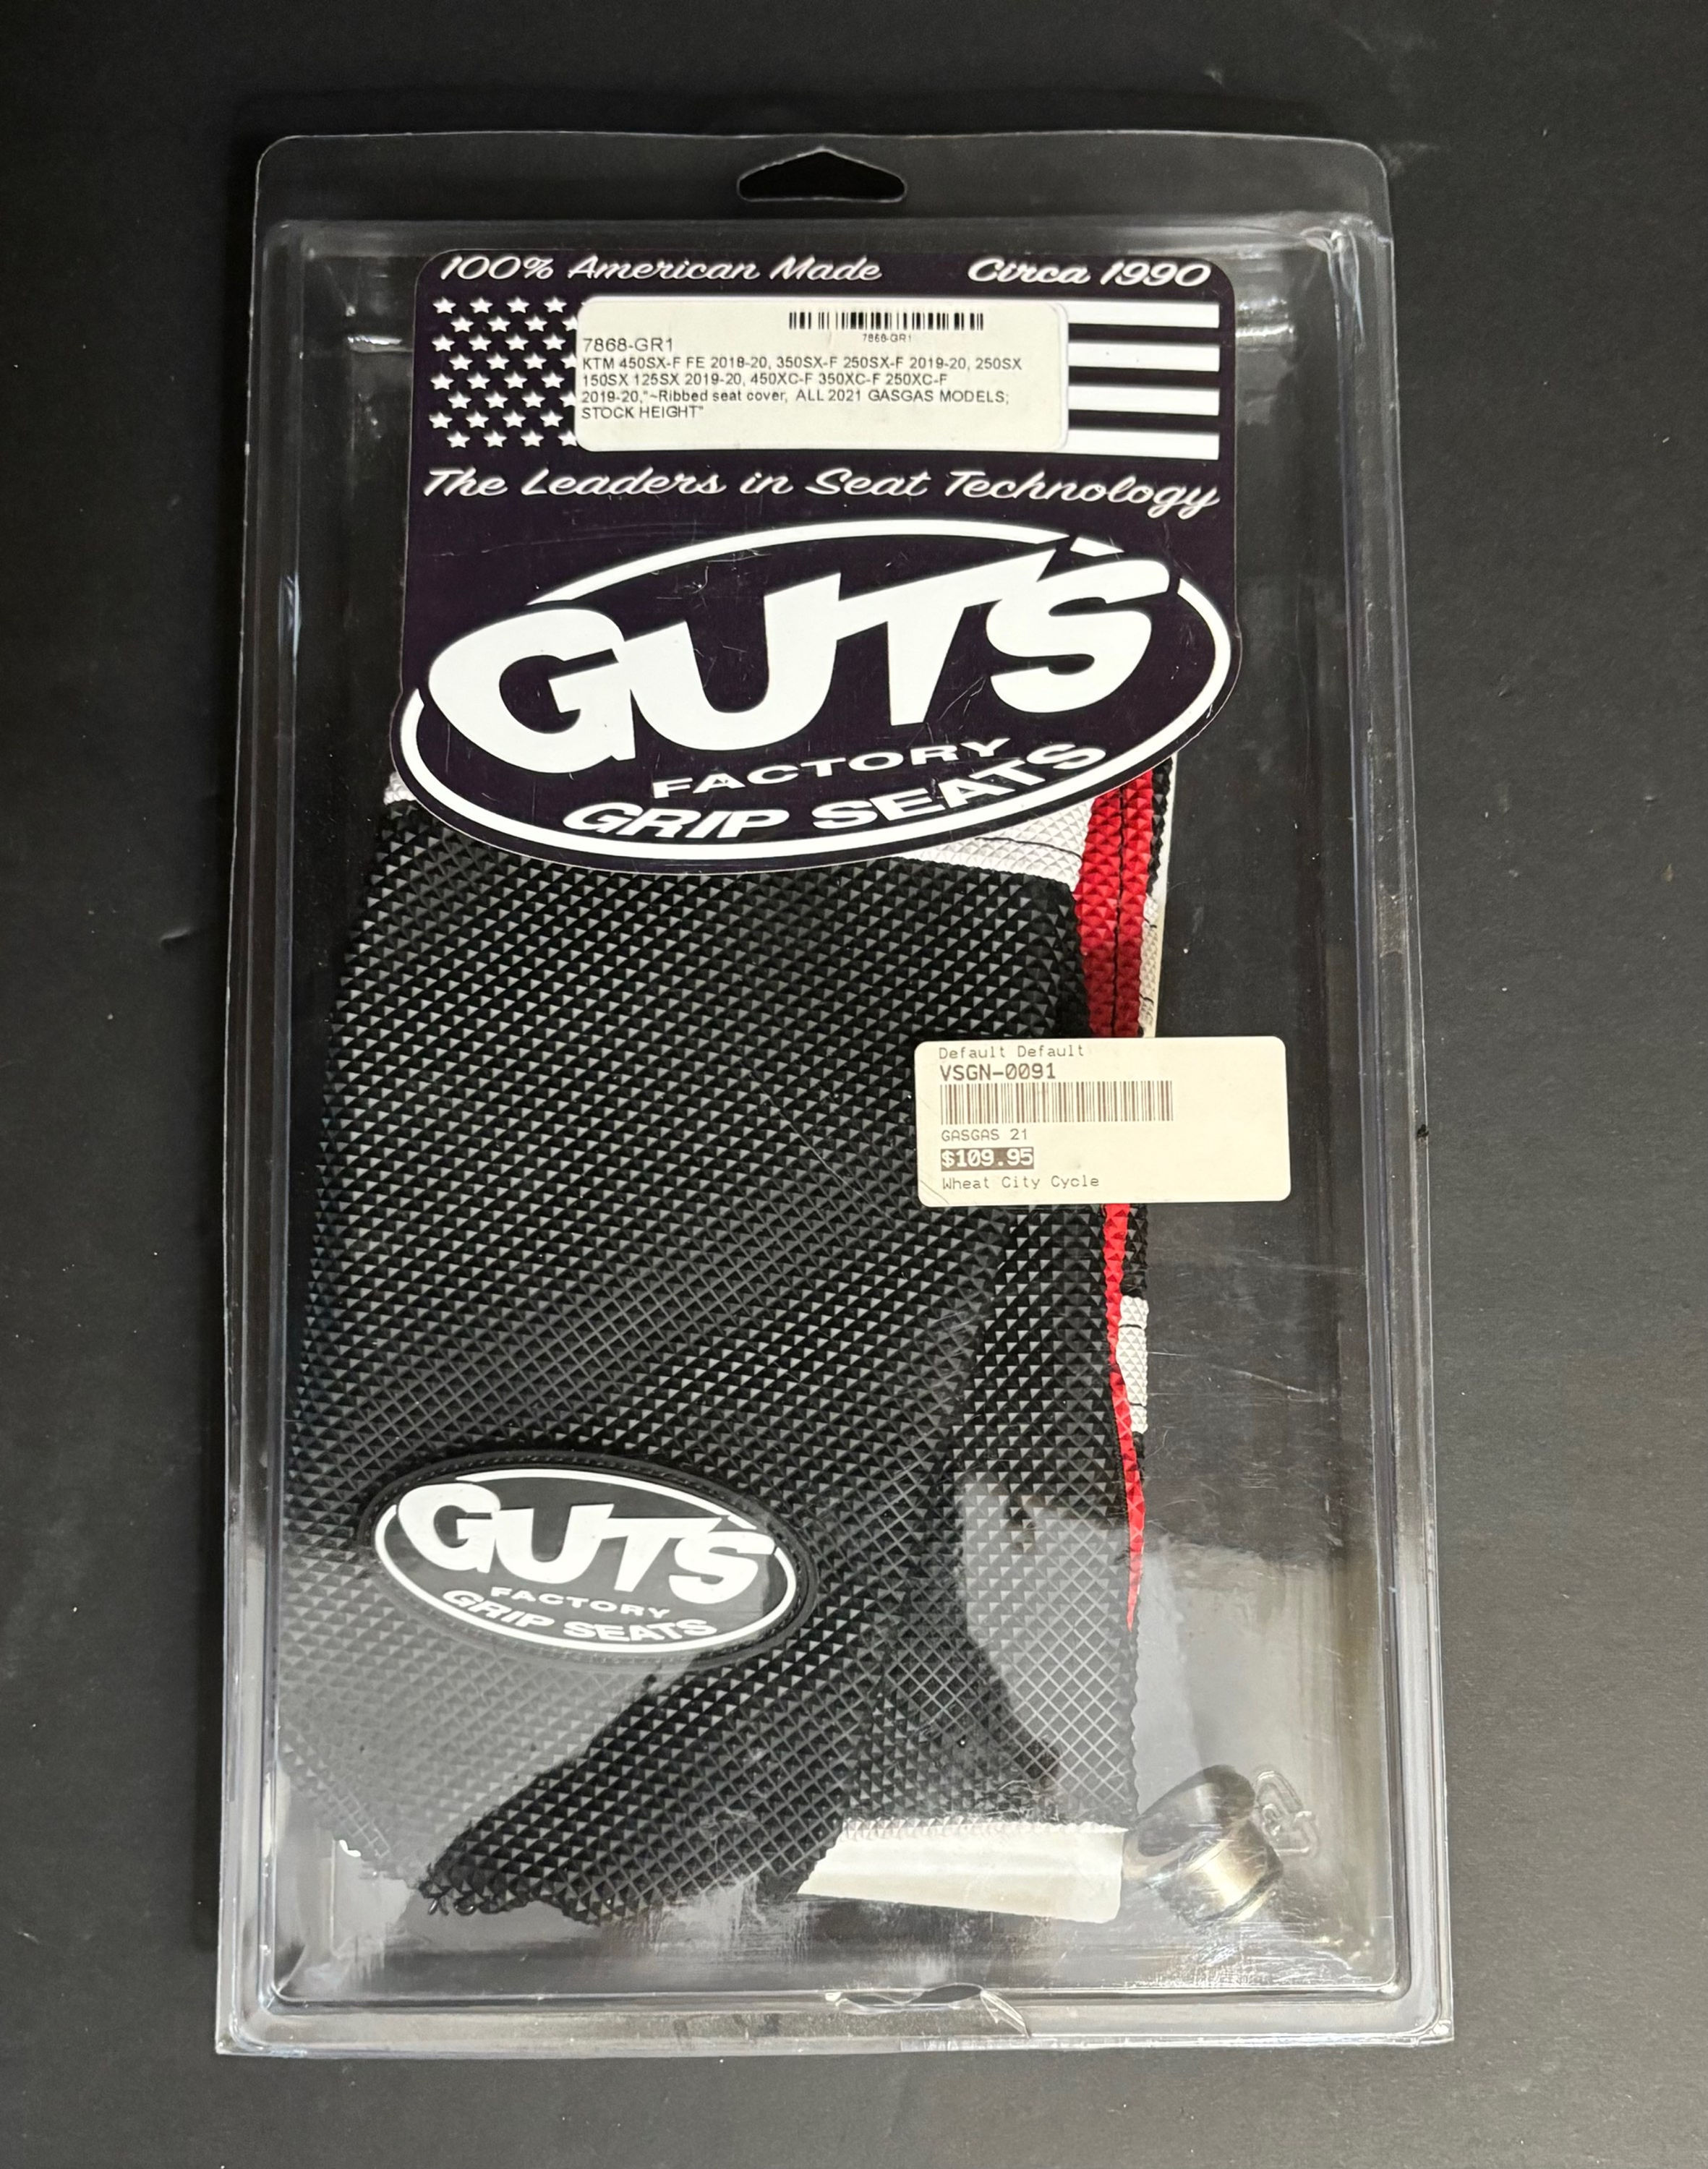 100% American Made Circa 1990
7868-GR1
7868-GR1
KTM 450SX-F FE 2018-20, 350SX-F 250SX-F 2019-20, 250SX
150SX 125SX 2019-20, 450XC-F 350XC-F 250XC-F
2019-20,"~Ribbed seat cover, ALL 2021 GASGAS MODELS;
STOCK HEIGHT"
The Leaders in Seat Technology
GUTS
FACTORY
GRIP SEATS
Default Default
VSGN-0091
GASGAS 21
$109.95
Wheat City Cycle
GUTS
FACTORY
GRIP SEATS